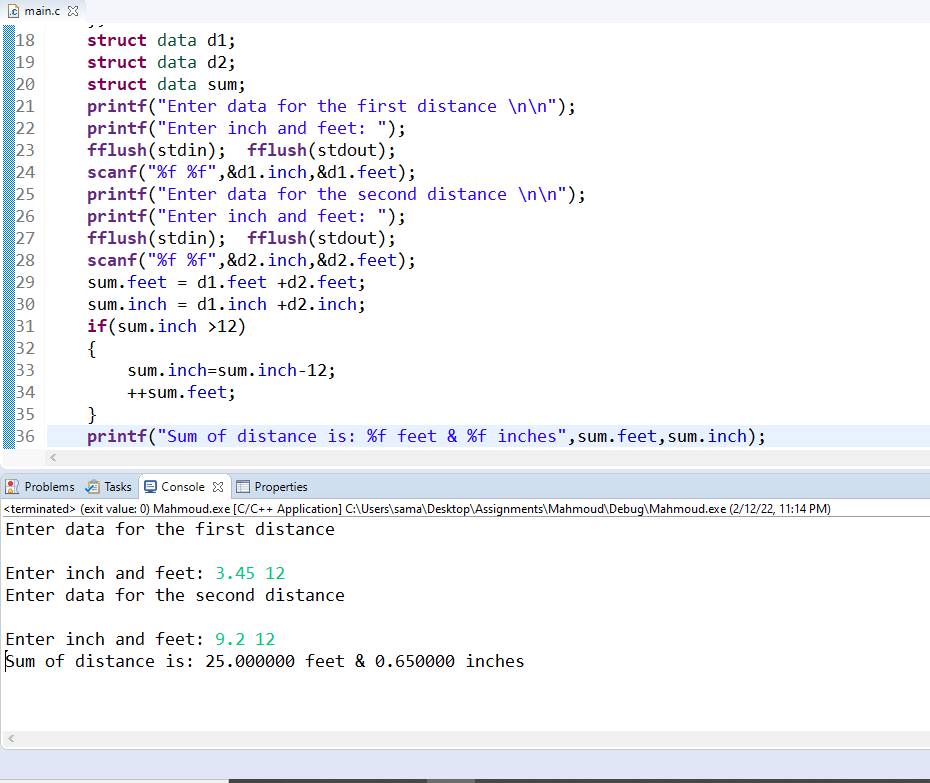 main.c
18 struct data d1;
19 struct data d2;
20 struct data sum;
21 printf("Enter data for the first distance \n\n");
22 printf("Enter inch and feet: ");
23 fflush(stdin);  fflush(stdout);
24 scanf("%f %f",&d1.inch,&d1.feet);
25 printf("Enter data for the second distance \n\n");
26 printf("Enter inch and feet: ");
27 fflush(stdin);  fflush(stdout);
28 scanf("%f %f",&d2.inch,&d2.feet);
29 sum.feet = d1.feet +d2.feet;
30 sum.inch = d1.inch +d2.inch;
31 if(sum.inch >12)
32 {
33     sum.inch=sum.inch-12;
34     ++sum.feet;
35 }
36 printf("Sum of distance is: %f feet & %f inches",sum.feet,sum.inch);
Problems Tasks Console Properties
<terminated> (exit value: 0) Mahmoud.exe [C/C++ Application] C:\Users\sama\Desktop\Assignments\Mahmoud\Debug\Mahmoud.exe (2/12/22, 11:14 PM)
Enter data for the first distance
Enter inch and feet: 3.45 12
Enter data for the second distance
Enter inch and feet: 9.2 12
Sum of distance is: 25.000000 feet & 0.650000 inches